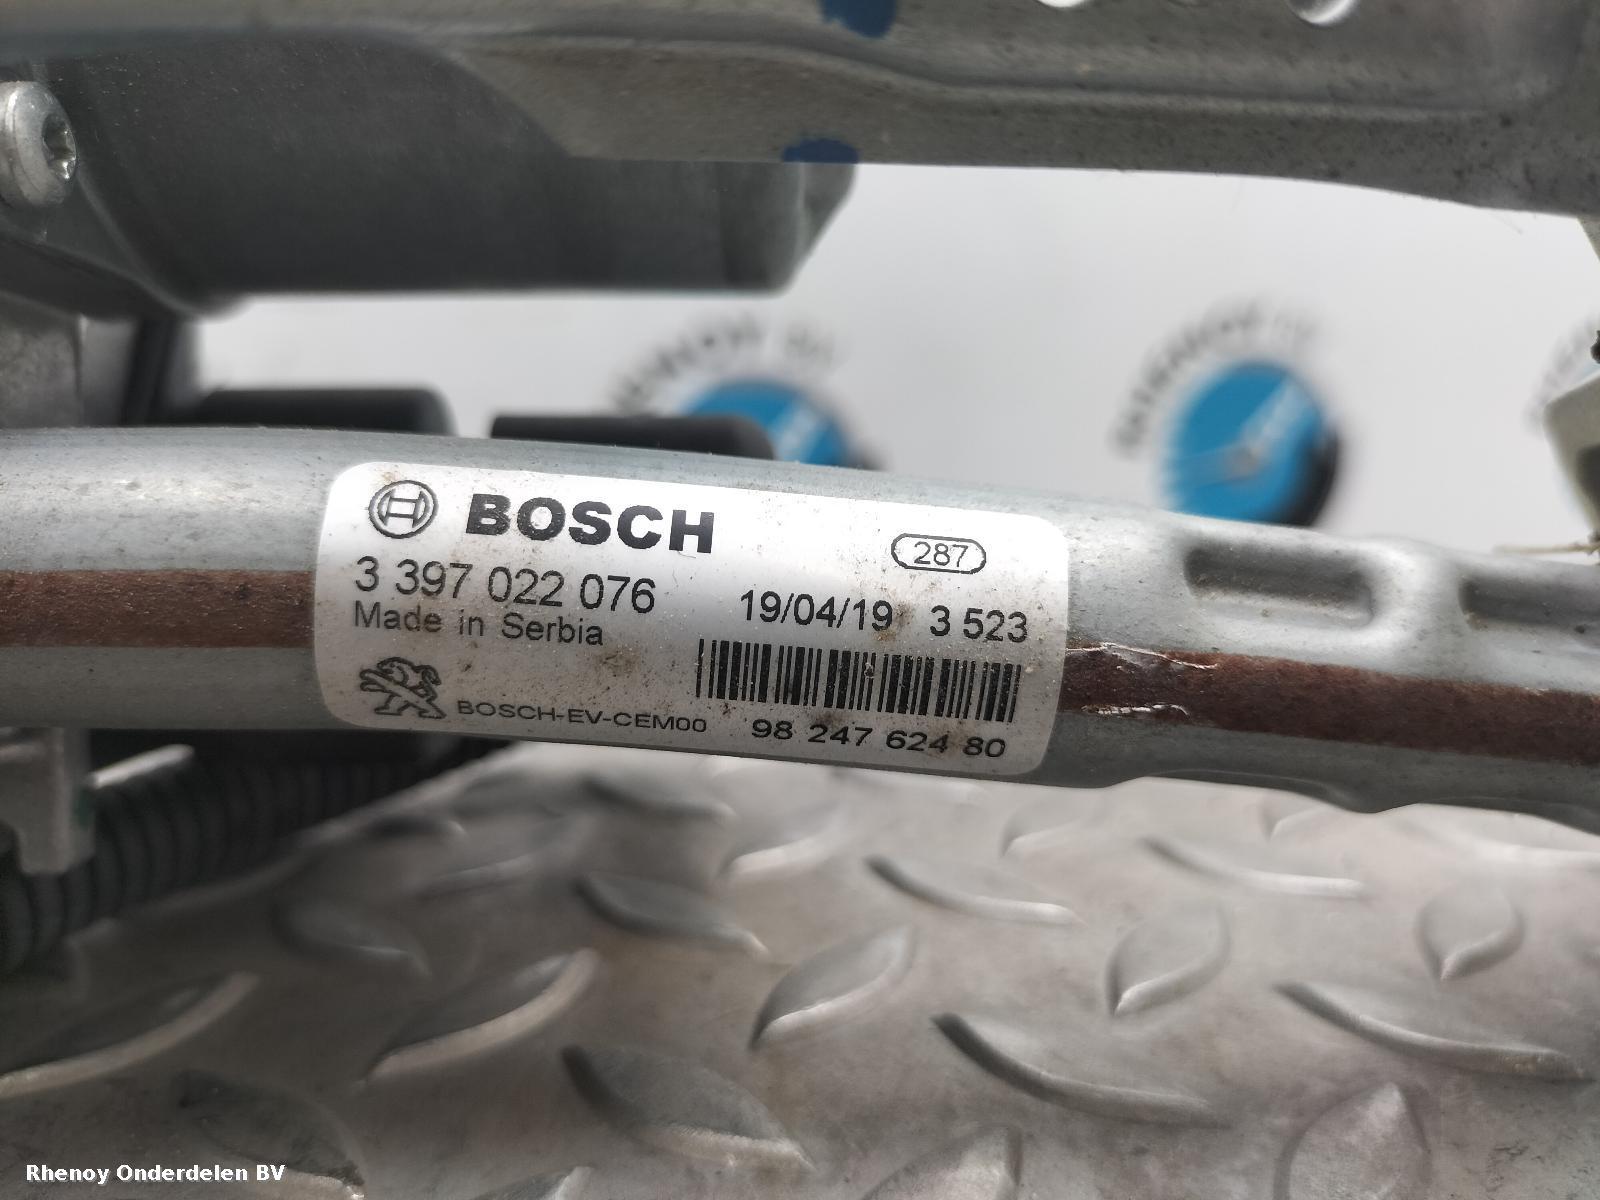 BOSCH
287
3 397 022 076
19/04/19 3 523
Made in Serbia
BOSCH-EV-CEM00
98 247 624 80
Rhenoy Onderdelen BV